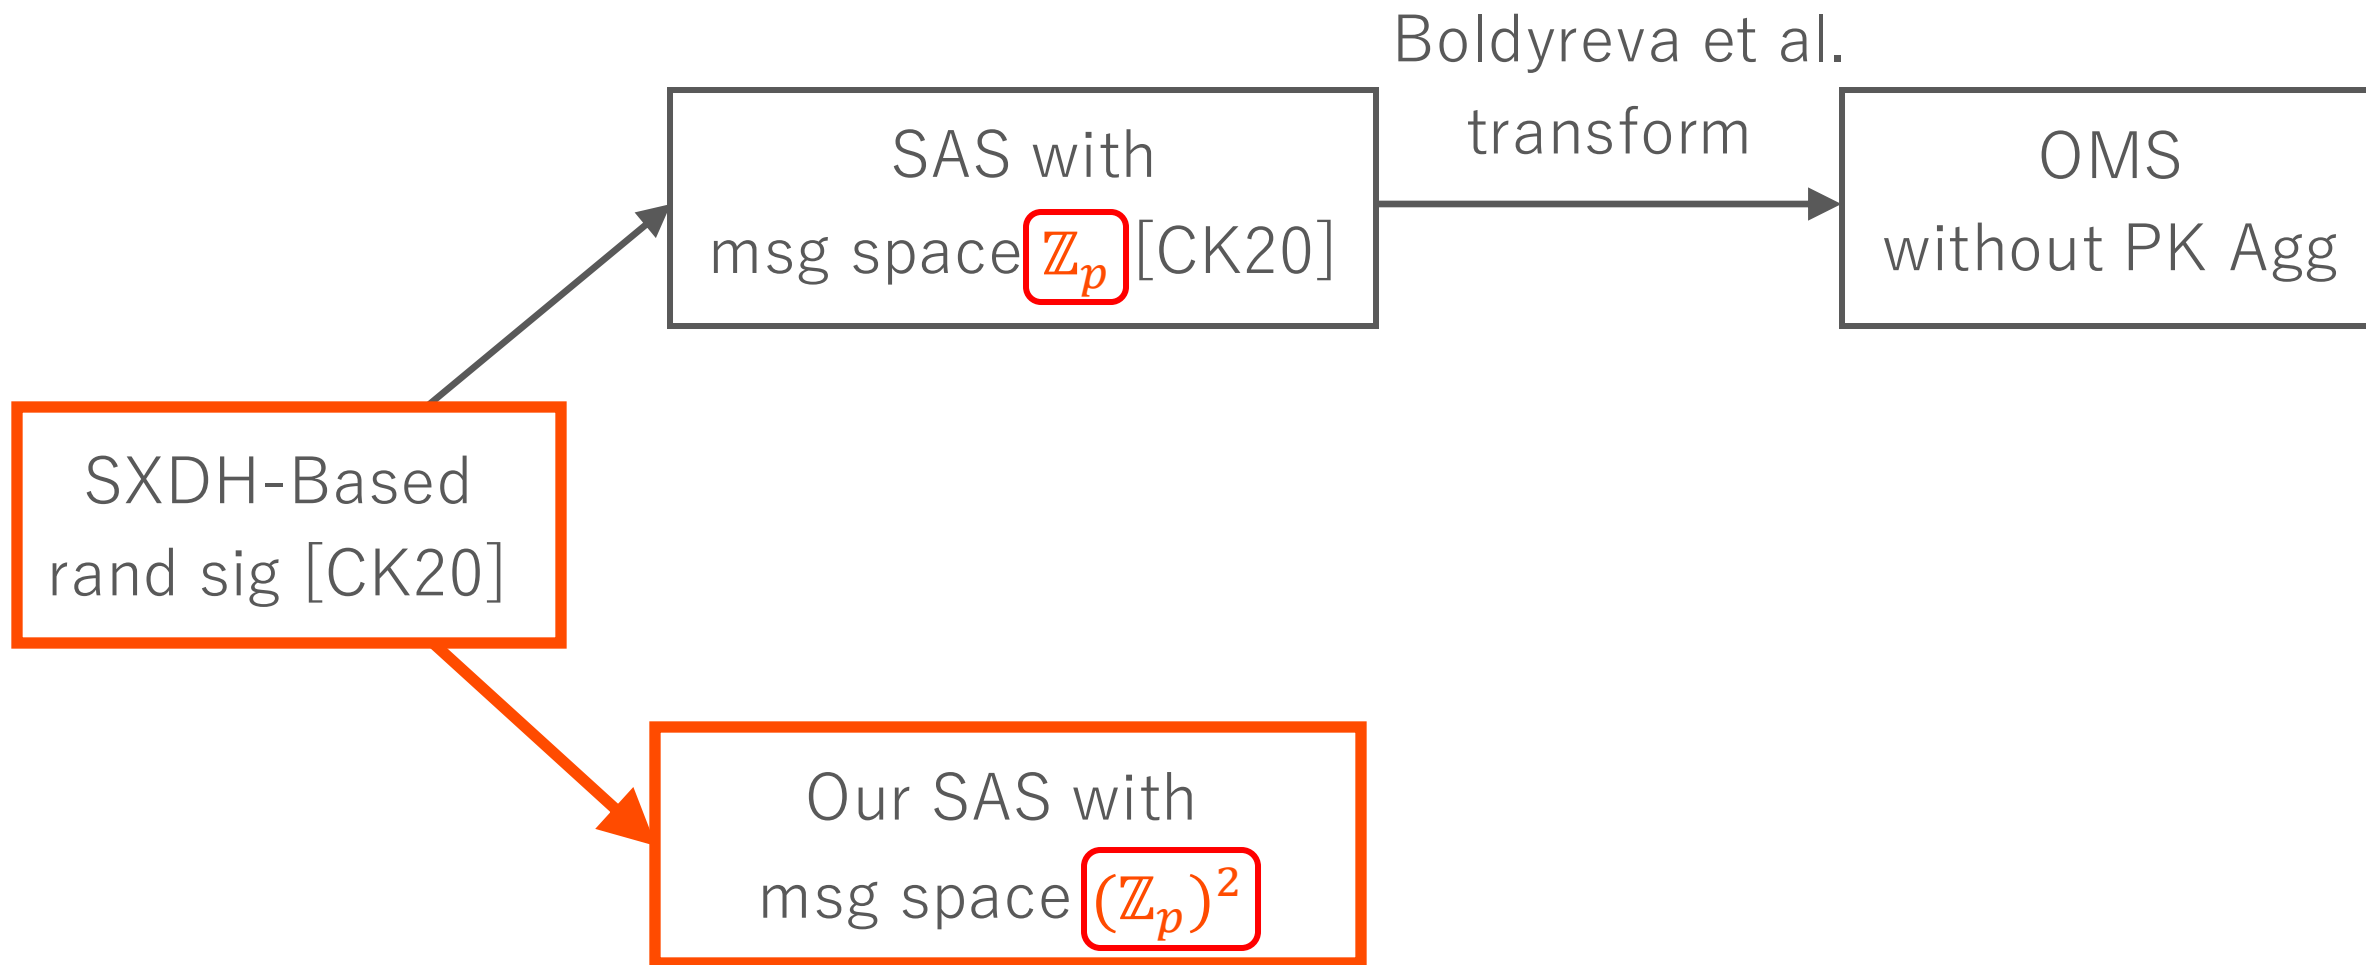 Boldyreva et al.
transform
SAS with
msg space ℤ_p [CK20]
OMS
without PK Agg
SXDH-Based
rand sig [CK20]
Our SAS with
msg space (ℤ_p)²